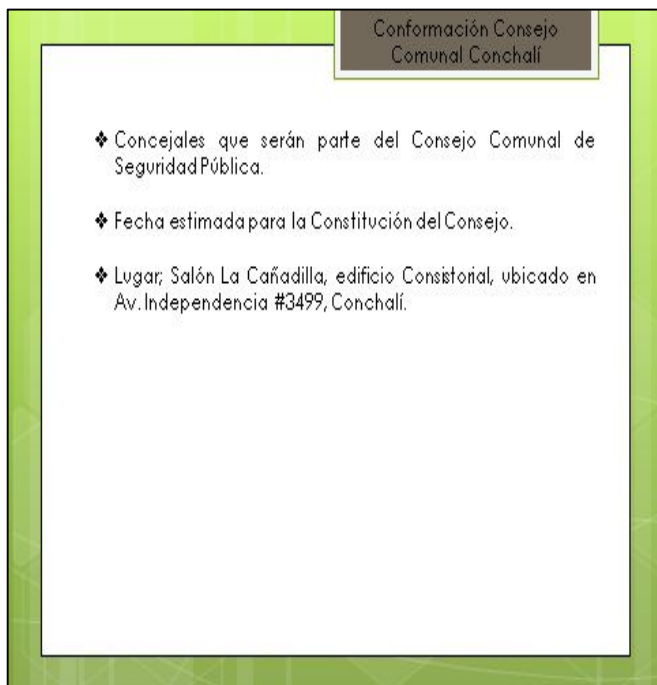 Conformación Consejo
Comunal Conchalí
❖ Concejales que serán parte del Consejo Comunal de
Seguridad Pública.
❖ Fecha estimada para la Constitución del Consejo.
❖ Lugar; Salón La Cañadilla, edificio Consistorial, ubicado en
Av. Independencia #3499, Conchalí.